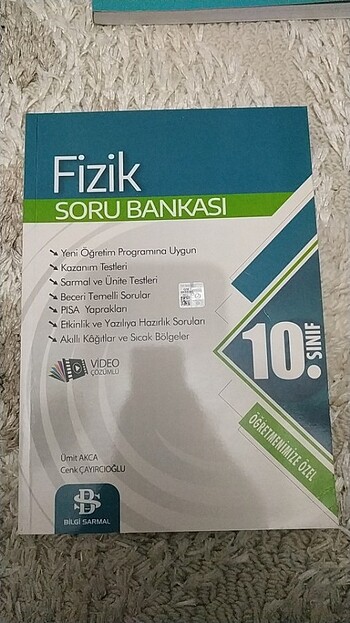 Fizik
SORU BANKASI
Yeni Öğretim Programına Uygun
Kazanım Testleri
Sarmal ve Ünite Testleri
Beceri Temelli Sorular
PISA Yaprakları
Etkinlik ve Yazılıya Hazırlık Soruları
Akıllı Kâğıtlar ve Sıcak Bölgeler
10.SINIF
VİDEO
ÇÖZÜMLÜ
ÖĞRETMENİMİZE ÖZEL
Ümit AKCA
Cenk ÇAYIRCIOĞLU
BİLGİ SARMAL